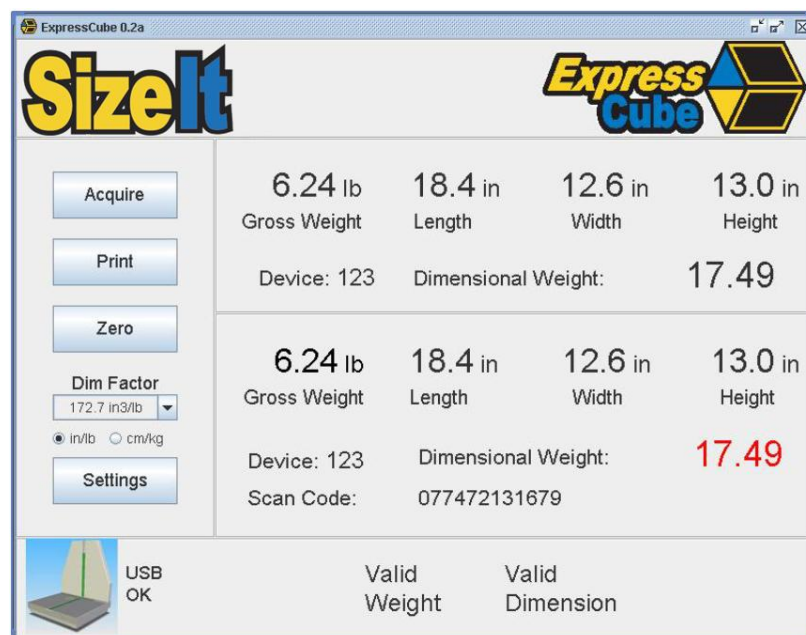 ExpressCube 0.2a
SizeIt
Express
Cube
Acquire
Print
Zero
Dim Factor
172.7 in3/lb
in/lb cm/kg
Settings
6.24 lb 18.4 in 12.6 in 13.0 in
Gross Weight Length Width Height
Device: 123 Dimensional Weight: 17.49
6.24 lb 18.4 in 12.6 in 13.0 in
Gross Weight Length Width Height
Device: 123 Dimensional Weight: 17.49
Scan Code: 077472131679
USB
OK
Valid
Weight
Valid
Dimension